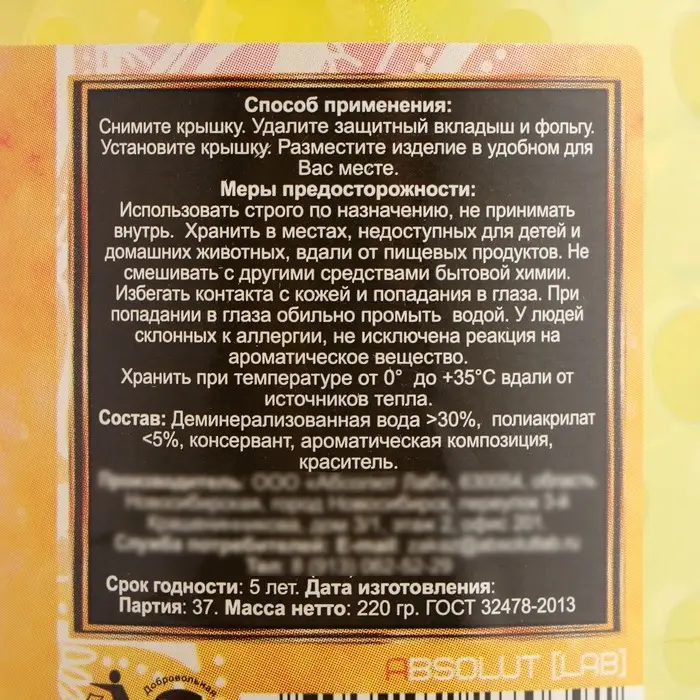 Способ применения:
Снимите крышку. Удалите защитный вкладыш и фольгу.
Установите крышку. Разместите изделие в удобном для
Вас месте.
Меры предосторожности:
Использовать строго по назначению, не принимать
внутрь. Хранить в местах, недоступных для детей и
домашних животных, вдали от пищевых продуктов. Не
смешивать с другими средствами бытовой химии.
Избегать контакта с кожей и попадания в глаза. При
попадании в глаза обильно промыть водой. У людей
склонных к аллергии, не исключена реакция на
ароматическое вещество.
Хранить при температуре от 0° до +35°С вдали от
источников тепла.
Состав: Деминерализованная вода >30%, полиакрилат
<5%, консервант, ароматическая композиция,
краситель.
Срок годности: 5 лет. Дата изготовления:
Партия: 37. Масса нетто: 220 гр. ГОСТ 32478-2013
ABSOLUT [LAB]
Добровольная